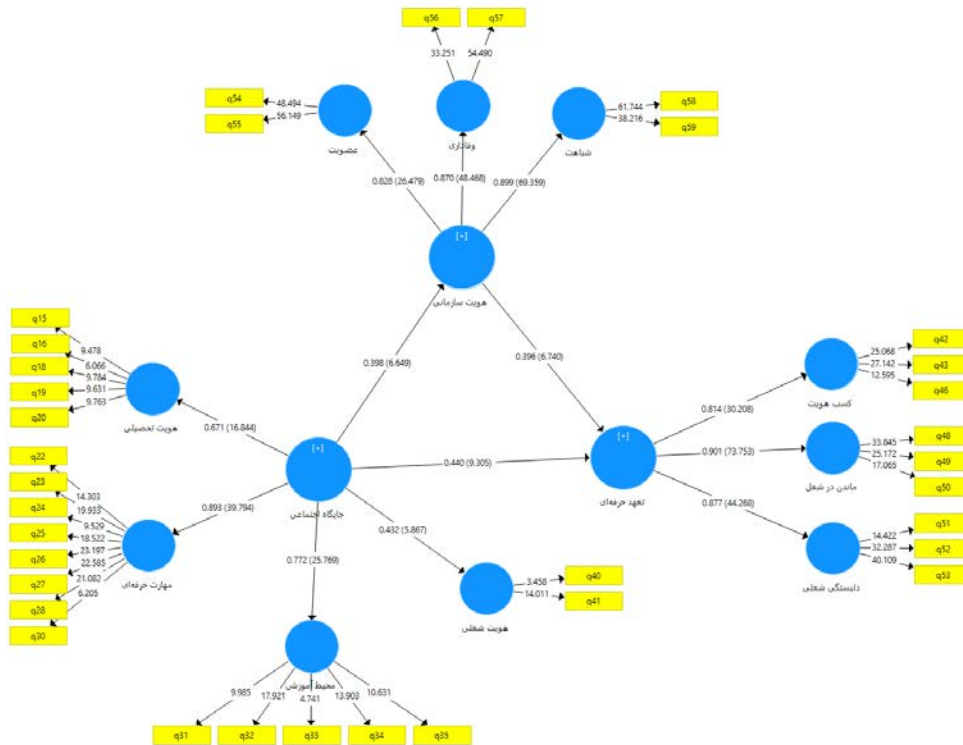 q56
q57
33.251
54.490
q54
q55
48.494
56.149
عضویت
وفاداری
61.744
38.216
q58
q59
شباهت
0.828 (26.479)
0.870 (48.468)
0.899 (69.359)
[+]
هویت سازمانی
q15
q16
q18
q19
q20
9.478
6.066
9.784
9.631
9.763
هویت تحصیلی
0.398 (6.649)
0.396 (6.740)
q42
q43
q46
25.068
27.142
12.595
کسب هویت
0.671 (16.844)
0.814 (30.208)
[+]
جایگاه اجتماعی
0.440 (9.305)
[+]
تعهد حرفه‌ای
0.901 (73.753)
q48
q49
q50
33.845
25.172
17.065
ماندن در شغل
q22
q23
q24
q25
q26
q27
q28
q30
14.303
19.933
9.529
18.522
23.197
22.585
21.082
6.205
مهارت حرفه‌ای
0.893 (39.794)
0.432 (5.867)
0.877 (44.268)
q51
q52
q53
14.422
32.287
40.109
دلبستگی شغلی
0.772 (25.769)
3.458
14.011
q40
q41
هویت شغلی
محیط آموزشی
9.985
17.921
4.741
13.903
10.631
q31
q32
q33
q34
q35